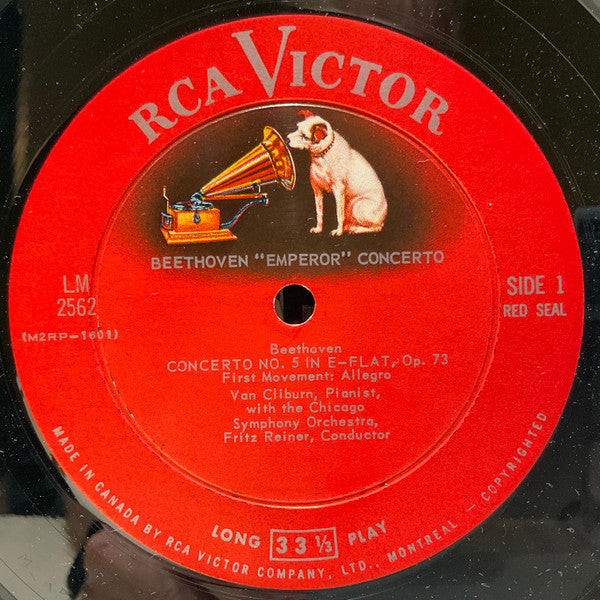 RCA VICTOR
BEETHOVEN "EMPEROR" CONCERTO
LM
2562
(M2RP-1601)
SIDE 1
RED SEAL
Beethoven
CONCERTO NO. 5 IN E-FLAT, Op. 73
First Movement: Allegro
Van Cliburn, Pianist,
with the Chicago
Symphony Orchestra,
Fritz Reiner, Conductor
LONG 33 ⅓ PLAY
MADE IN CANADA BY RCA VICTOR COMPANY, LTD., MONTREAL — COPYRIGHTED